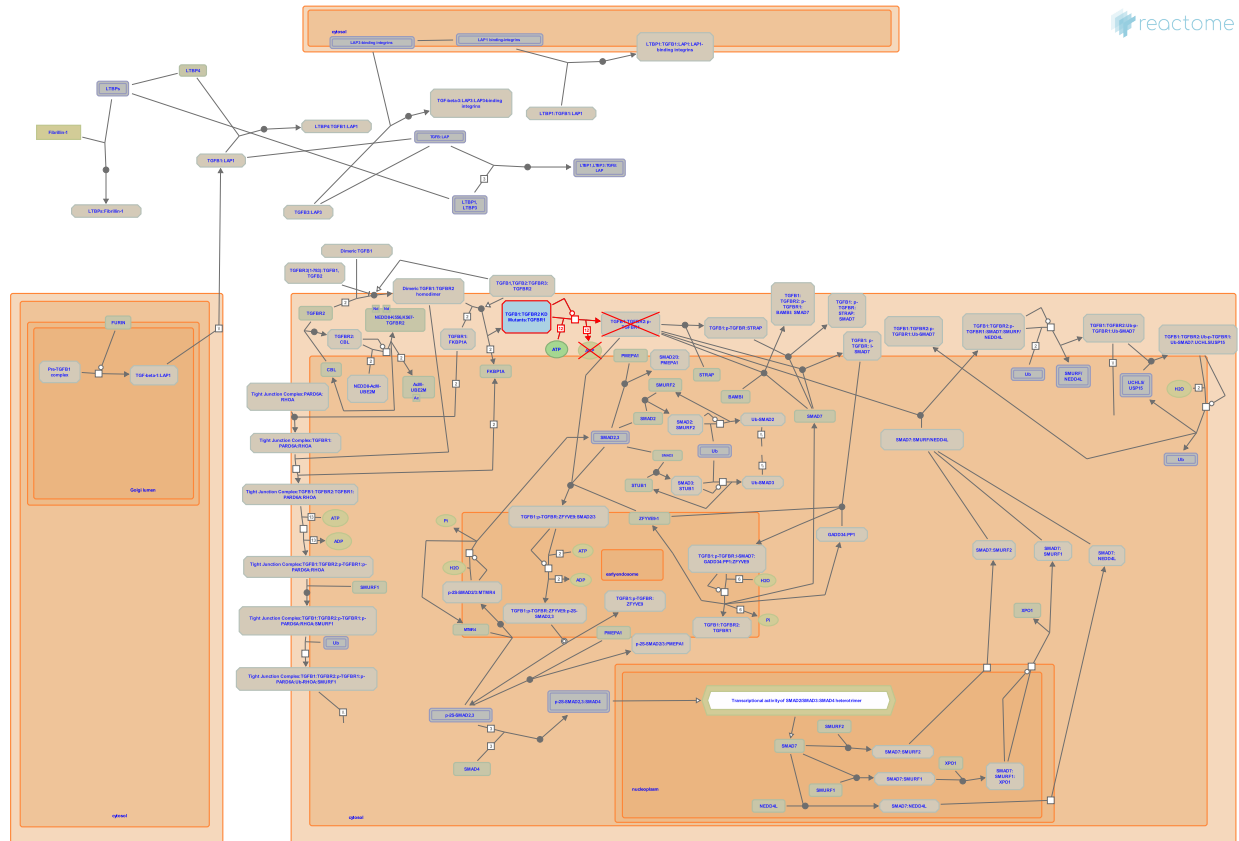 reactome
cytosol
LAP3-binding integrins
LAP1-binding integrins
LTBP1:TGFB1:LAP1:LAP1-
binding integrins
LTBP4
LTBPs
TGF-beta3:LAP3:LAP3-binding
integrins
LTBP1:TGFB1:LAP1
Fibrillin-1
LTBP4:TGFB1:LAP1
TGFB:LAP
TGFB1:LAP1
LTBP1,LTBP3:TGFB:
LAP
3
LTBP1,
LTBP3
LTBPs:Fibrillin-1
TGFB3:LAP3
Dimeric TGFB1
TGFBR3(1-763):TGFB1,
TGFB2
Dimeric TGFB1:TGFBR2
homodimer
TGFBR2
TGFBR1:
FKBP1A
TGFBR2:
CBL
CBL
NEDD8:AcM-
UBE2M
AcM-
UBE2M
FKBP1A
TGFB1:TGFBR2 KD
Mutants:TGFBR1
ATP
TGFB1:p-TGFBR:STRAP
TGFB1:
TGFBR2: p-
TGFBR1:
BAMBI: SMAD7
TGFB1: p-
TGFBR:
STRAP:
SMAD7
TGFB1: p-
TGFBR: I-
SMAD7
TGFB1:TGFBR2:p-
TGFBR1:Ub-SMAD7
TGFB1:TGFBR2:p-
TGFBR1:SMAD7:SMURF/
NEDD4L
TGFB1:TGFBR2:Ub-p-
TGFBR1:Ub-SMAD7
TGFB1:TGFBR2:Ub-p-TGFBR1:
Ub-SMAD7:UCHL5/USP15
Ub
SMURF/
NEDD4L
UCHL5/
USP15
H2O
Ub
FURIN
Pro-TGFB1
complex
TGF-beta1:LAP1
Golgi lumen
cytosol
PMEPA1
SMAD2/3:
PMEPA1
STRAP
SMURF2
BAMBI
SMAD7
SMAD2
SMAD2:
SMURF2
Ub-SMAD2
SMAD2,3
Ub
SMAD3
STUB1
SMAD3:
STUB1
Ub-SMAD3
SMAD7:SMURF/NEDD4L
Tight Junction Complex:PARD6A:
RHOA
Tight Junction Complex:TGFBR1:
PARD6A:RHOA
Tight Junction Complex:TGFB1:TGFBR2:TGFBR1:
PARD6A:RHOA
ATP
ADP
Tight Junction Complex:TGFB1:TGFBR2:p-TGFBR1:p-
PARD6A:RHOA
SMURF1
Tight Junction Complex:TGFB1:TGFBR2:p-TGFBR1:p-
PARD6A:RHOA:SMURF1
Ub
Tight Junction Complex:TGFB1:TGFBR2:p-TGFBR1:p-
PARD6A:Ub-RHOA:SMURF1
TGFB1:p-TGFBR:ZFYVE9:SMAD2/3
ZFYVE9-1
Pi
H2O
ATP
ADP
early endosome
TGFB1:p-TGFBR:I-SMAD7:
GADD34:PP1:ZFYVE9
GADD34:PP1
H2O
Pi
p-2S-SMAD2/3:MTMR4
MTMR4
TGFB1:p-TGFBR:ZFYVE9:p-2S-
SMAD2,3
TGFB1:p-TGFBR:
ZFYVE9
TGFB1:TGFBR2:
TGFBR1
PMEPA1
p-2S-SMAD2/3:PMEPA1
SMAD7:SMURF2
SMAD7:
SMURF1
SMAD7:
NEDD4L
XPO1
p-2S-SMAD2,3
p-2S-SMAD2,3:SMAD4
SMAD4
Transcriptional activity of SMAD2/SMAD3:SMAD4 heterotrimer
SMAD7
SMURF2
SMAD7:SMURF2
XPO1
SMAD7:SMURF1
SMAD7:
SMURF1:
XPO1
SMURF1
NEDD4L
SMAD7:NEDD4L
nucleoplasm
cytosol